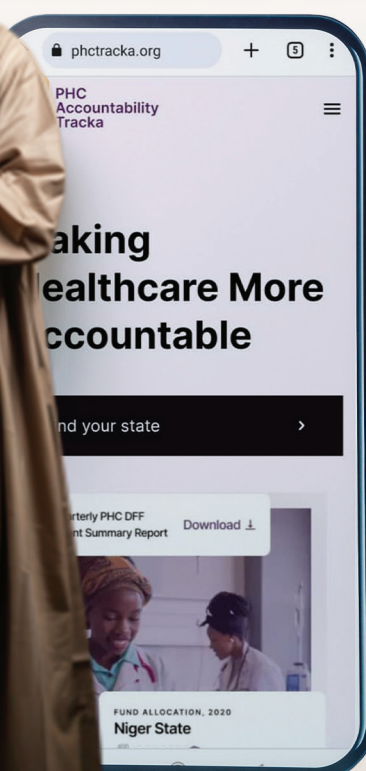 phctracka.org
5
PHC
Accountability
Tracka
aking
ealthcare More
ccountable
nd your state
rterly PHC DFF
nt Summary Report
Download
FUND ALLOCATION, 2020
Niger State